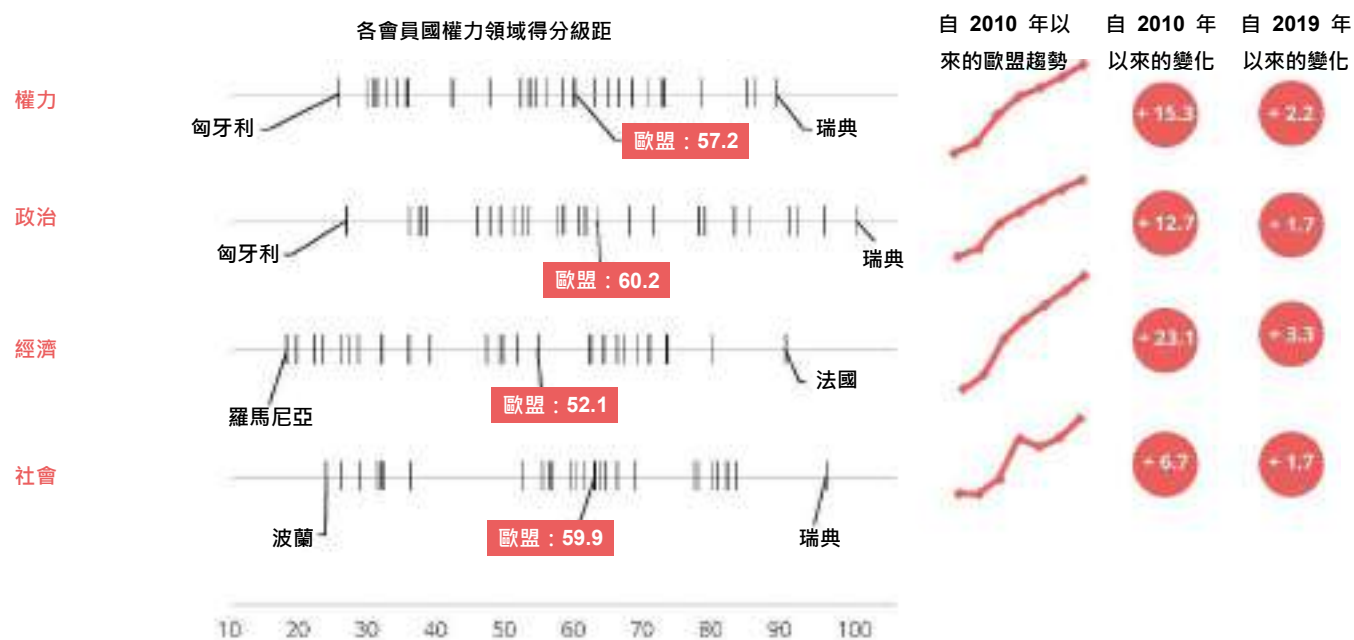 各會員國權力領域得分級距
自 2010 年以
來的歐盟趨勢
自 2010 年
以來的變化
自 2019 年
以來的變化
權力
匈牙利
歐盟：57.2
瑞典
+ 15.3
+ 2.2
政治
匈牙利
歐盟：60.2
瑞典
+ 12.7
+ 1.7
經濟
羅馬尼亞
歐盟：52.1
法國
+ 23.1
+ 3.3
社會
波蘭
歐盟：59.9
瑞典
+ 6.7
+ 1.7
10 20 30 40 50 60 70 80 90 100